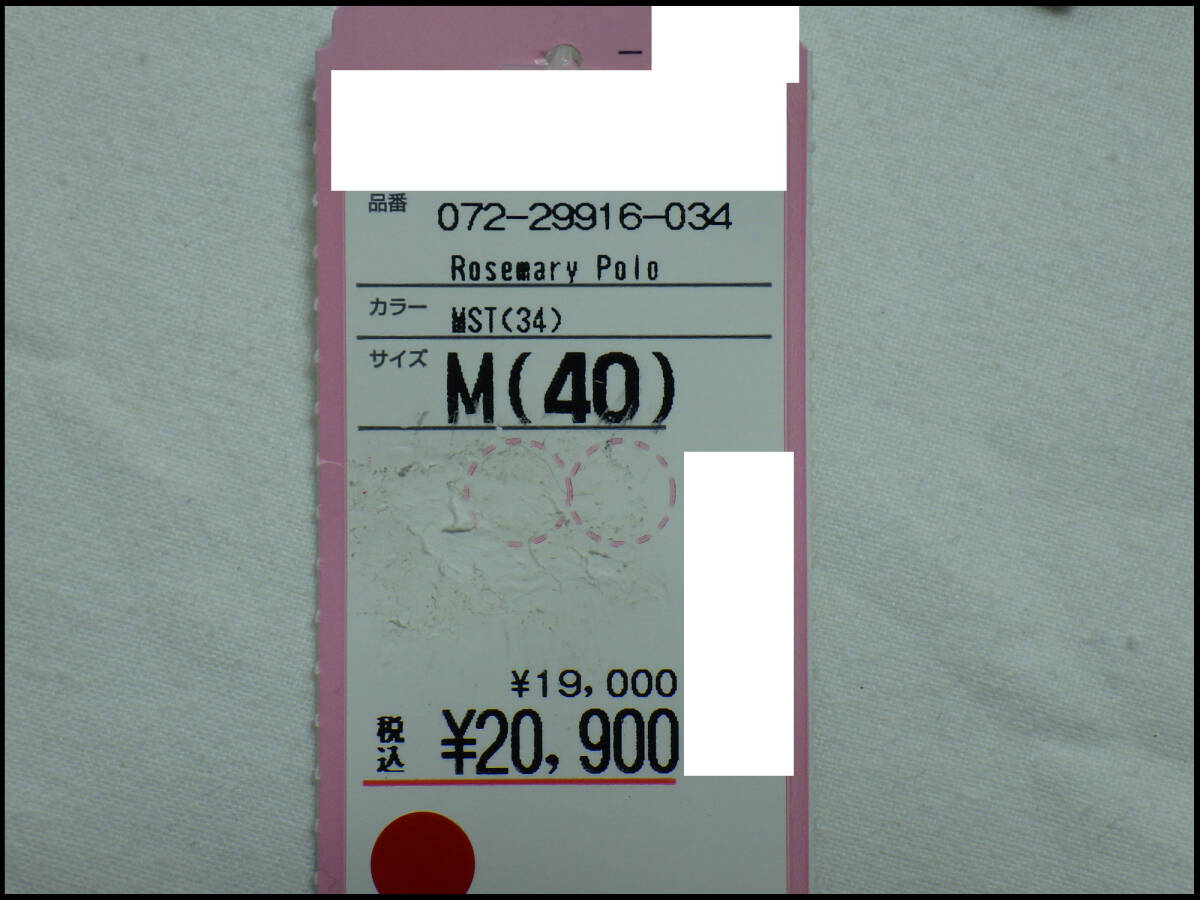 品番 072-29916-034
Rosemary Polo
カラー MST(34)
サイズ M(40)
¥19,000
税込 ¥20,900